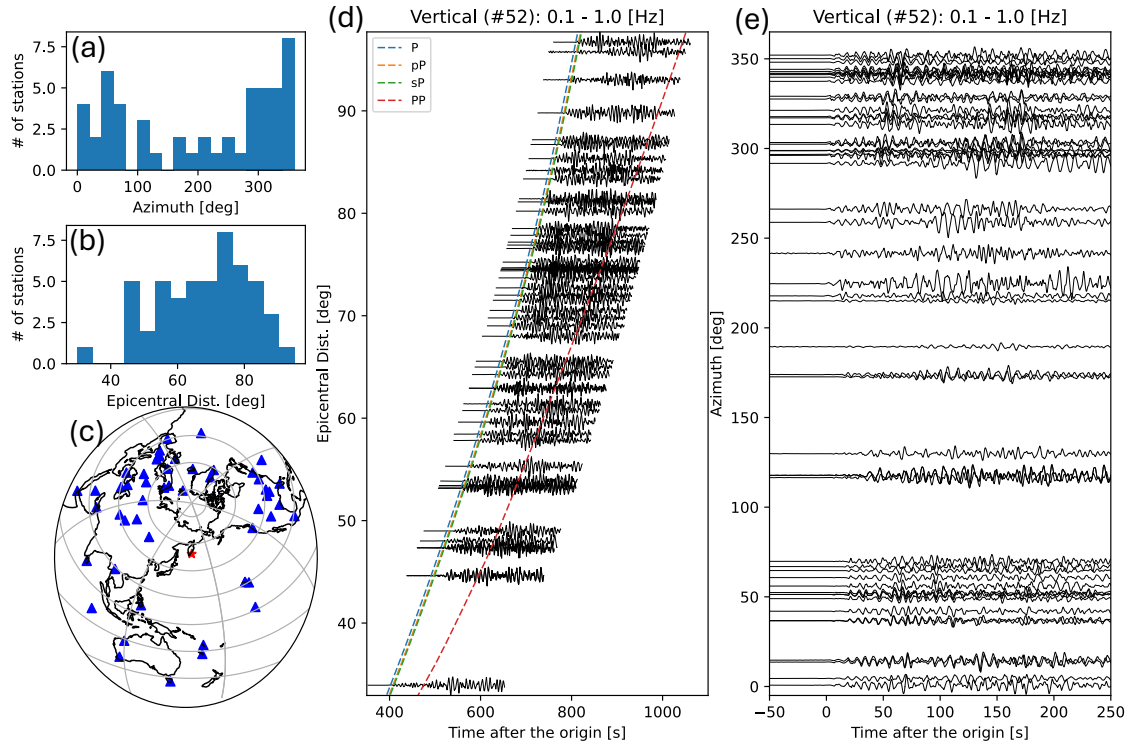 (a)
7.5
5.0
2.5
0.0
# of stations
0
100
200
300
Azimuth [deg]
(b)
7.5
5.0
2.5
0.0
# of stations
40
60
80
Epicentral Dist. [deg]
(c)
(d)
Vertical (#52): 0.1 - 1.0 [Hz]
P
pP
sP
PP
90
80
70
60
50
40
Epicentral Dist. [deg]
400
600
800
1000
Time after the origin [s]
(e)
Vertical (#52): 0.1 - 1.0 [Hz]
350
300
250
200
150
100
50
0
Azimuth [deg]
−50
0
50
100
150
200
250
Time after the origin [s]